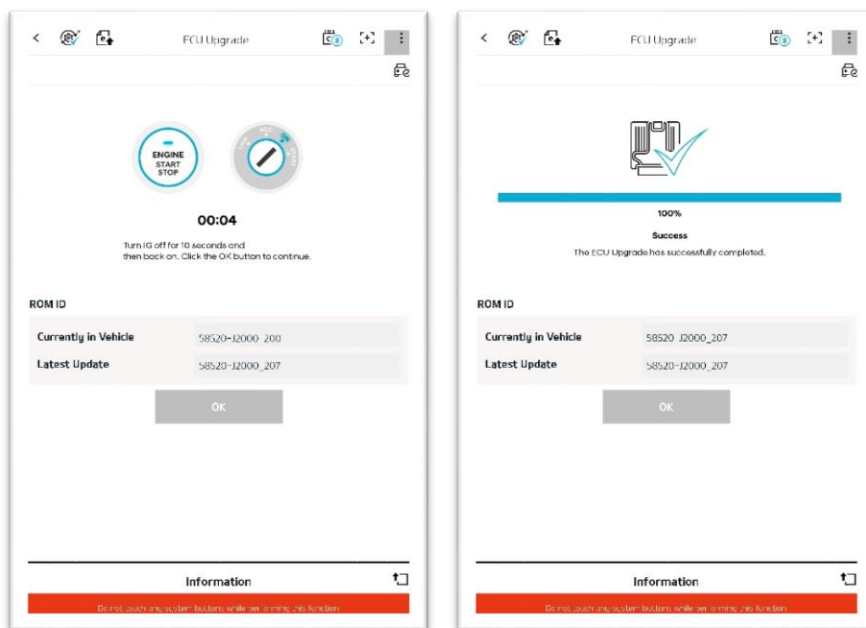 ECU Upgrade
ENGINE
START
STOP
00:04
Turn IG off for 10 seconds and
then back on. Click the OK button to continue.
ROM ID
Currently in Vehicle 58520-J2000_200
Latest Update 58520-J2000_207
OK
Information
Do not touch any system buttons while performing this function
ECU Upgrade
100%
Success
The ECU Upgrade has successfully completed.
ROM ID
Currently in Vehicle 58520-J2000_207
Latest Update 58520-J2000_207
OK
Information
Do not touch any system buttons while performing this function